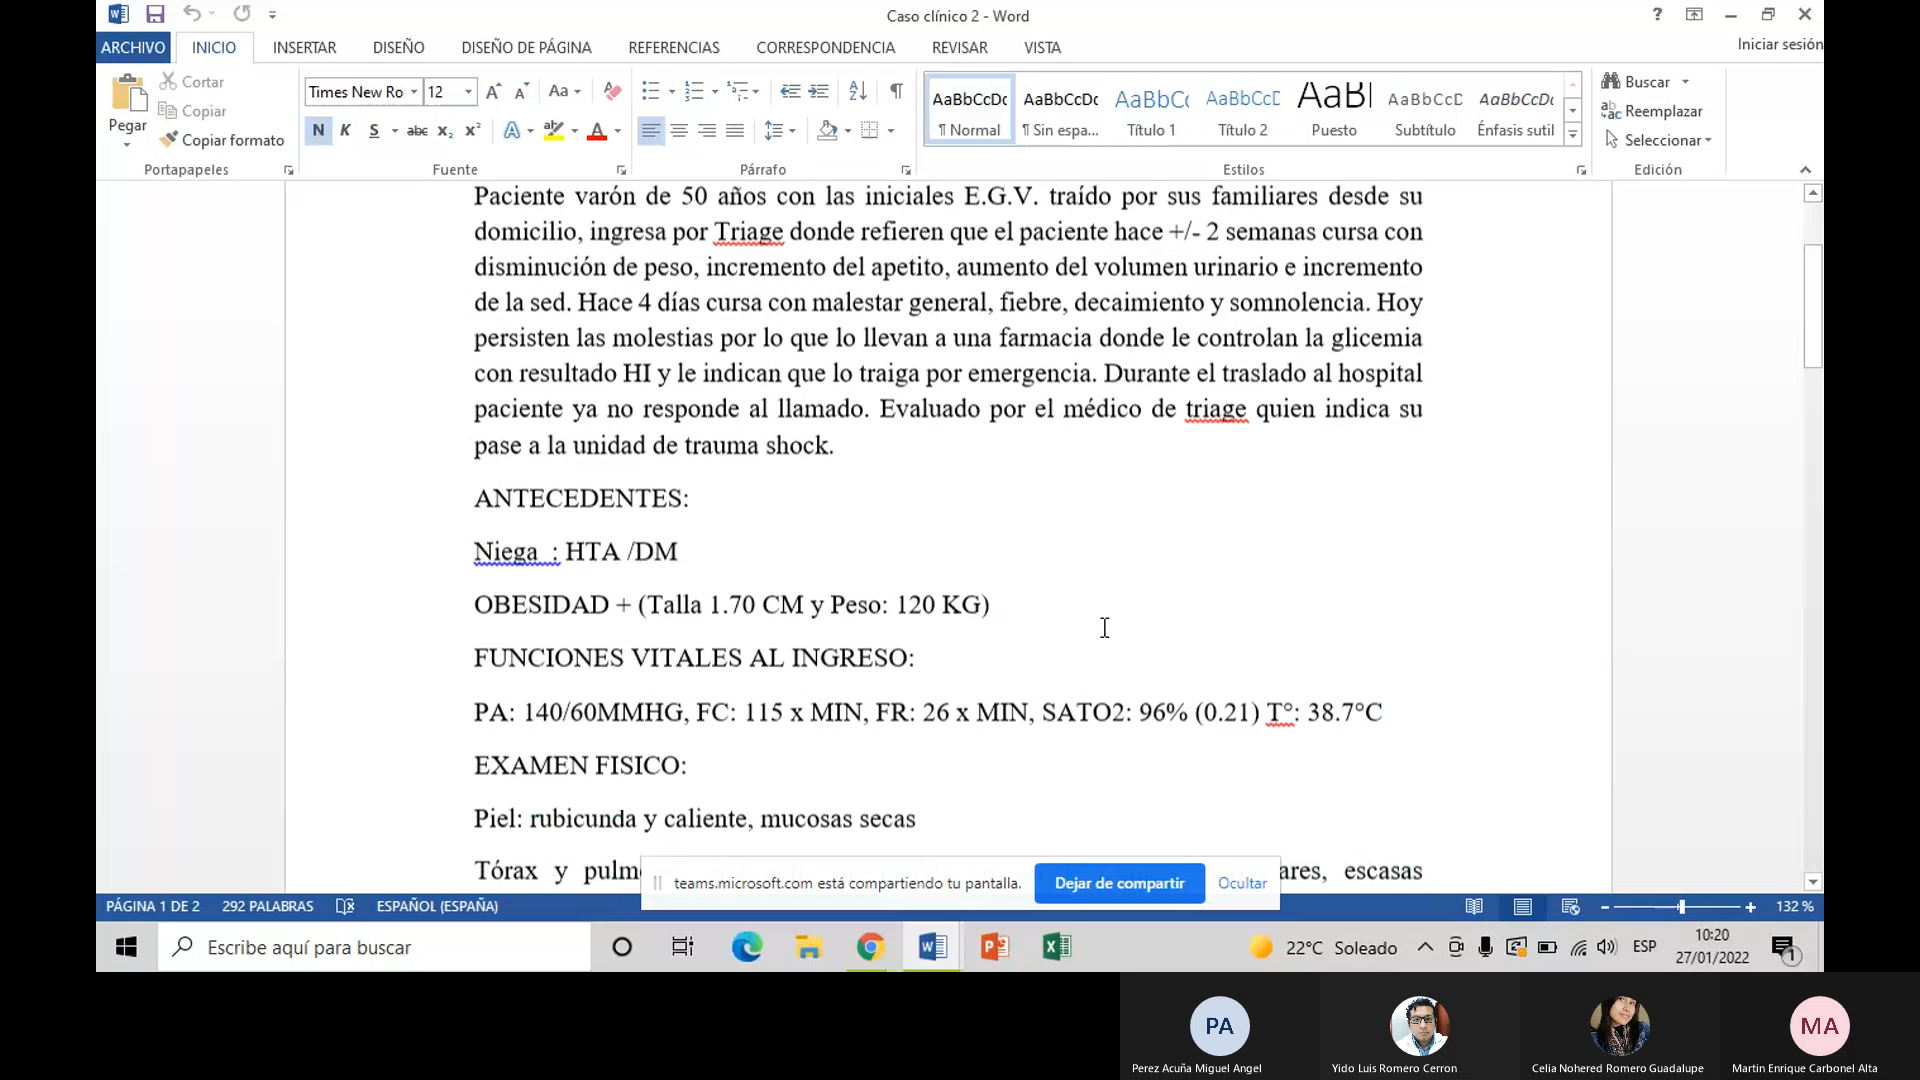 Caso clínico 2 - Word
?
Iniciar sesión
ARCHIVO INICIO INSERTAR DISEÑO DISEÑO DE PÁGINA REFERENCIAS CORRESPONDENCIA REVISAR VISTA
Pegar
Cortar
Copiar
Copiar formato
Portapapeles
Times New Ro 12
Aa
N K S abc x₂ x²
Fuente
Párrafo
AaBbCcDc AaBbCcDc AaBbCc AaBbCcD AaB AaBbCcD AaBbCcDc
¶ Normal ¶ Sin espa... Título 1 Título 2 Puesto Subtítulo Énfasis sutil
Estilos
Buscar
Reemplazar
Seleccionar
Edición
Paciente varón de 50 años con las iniciales E.G.V. traído por sus familiares desde su
domicilio, ingresa por Triage donde refieren que el paciente hace +/- 2 semanas cursa con
disminución de peso, incremento del apetito, aumento del volumen urinario e incremento
de la sed. Hace 4 días cursa con malestar general, fiebre, decaimiento y somnolencia. Hoy
persisten las molestias por lo que lo llevan a una farmacia donde le controlan la glicemia
con resultado HI y le indican que lo traiga por emergencia. Durante el traslado al hospital
paciente ya no responde al llamado. Evaluado por el médico de triage quien indica su
pase a la unidad de trauma shock.
ANTECEDENTES:
Niega : HTA /DM
OBESIDAD + (Talla 1.70 CM y Peso: 120 KG)
FUNCIONES VITALES AL INGRESO:
PA: 140/60MMHG, FC: 115 x MIN, FR: 26 x MIN, SATO2: 96% (0.21) T°: 38.7°C
EXAMEN FISICO:
Piel: rubicunda y caliente, mucosas secas
Tórax y pulm ares, escasas
teams.microsoft.com está compartiendo tu pantalla. Dejar de compartir Ocultar
PÁGINA 1 DE 2 292 PALABRAS ESPAÑOL (ESPAÑA) 132 %
Escribe aquí para buscar
22°C Soleado
ESP
10:20
27/01/2022
1
PA MA
Perez Acuña Miguel Angel Yido Luis Romero Cerron Celia Nohered Romero Guadalupe Martin Enrique Carbonel Alta